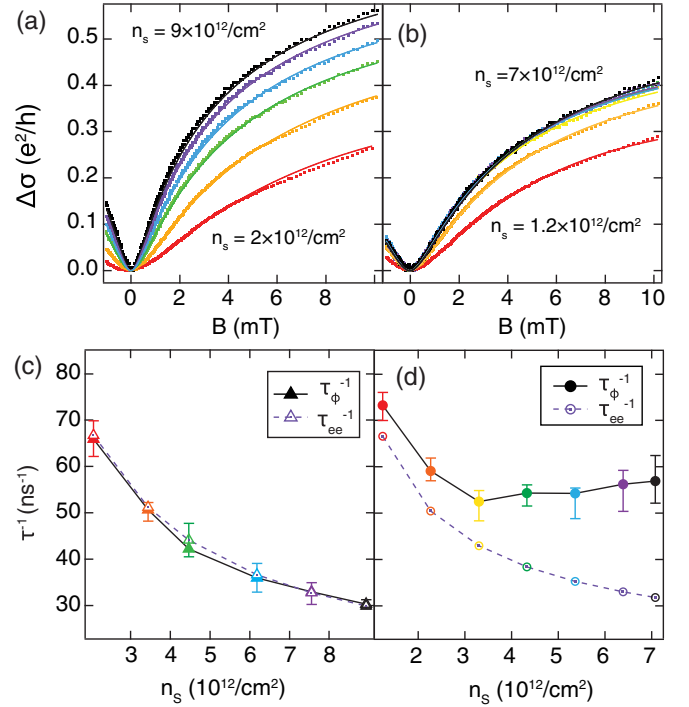 (a)
n_s = 9×10^12/cm^2
(b)
n_s = 7×10^12/cm^2
n_s = 2×10^12/cm^2
n_s = 1.2×10^12/cm^2
Δσ (e^2/h)
0.5
0.4
0.3
0.2
0.1
0.0
0 2 4 6 8
0 2 4 6 8 10
B (mT)
B (mT)
(c)
τ_ϕ^-1
τ_ee^-1
(d)
τ_ϕ^-1
τ_ee^-1
τ^-1 (ns^-1)
80
70
60
50
40
30
3 4 5 6 7 8
2 3 4 5 6 7
n_S (10^12/cm^2)
n_S (10^12/cm^2)